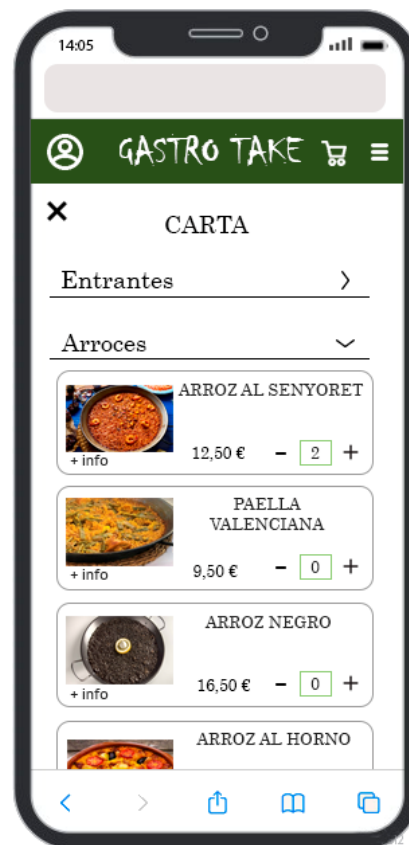 14:05
GASTRO TAKE
CARTA
Entrantes
Arroces
ARROZ AL SENYORET
+ info
12,50 € - 2 +
PAELLA
VALENCIANA
+ info
9,50 € - 0 +
ARROZ NEGRO
+ info
16,50 € - 0 +
ARROZ AL HORNO